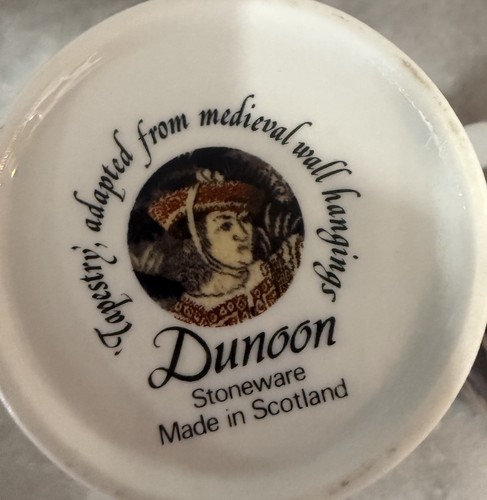 'Tapestry', adapted from medieval wall hangings
Dunoon
Stoneware
Made in Scotland